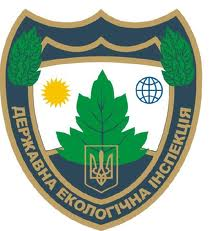 ДЕРЖАВНА ЕКОЛОГІЧНА ІНСПЕКЦІЯ